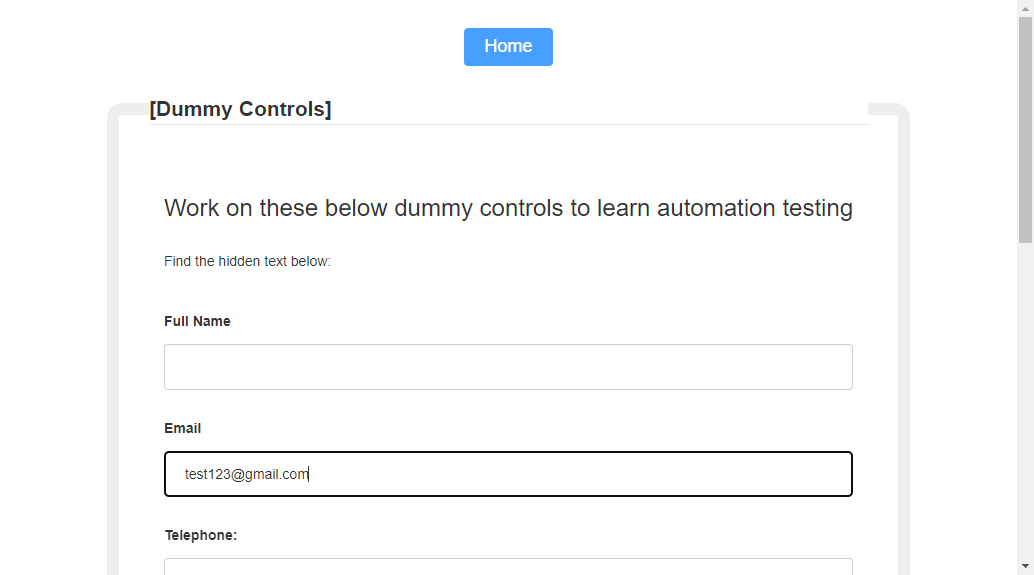 Home
[Dummy Controls]
Work on these below dummy controls to learn automation testing
Find the hidden text below:
Full Name
Email
test123@gmail.com
Telephone: